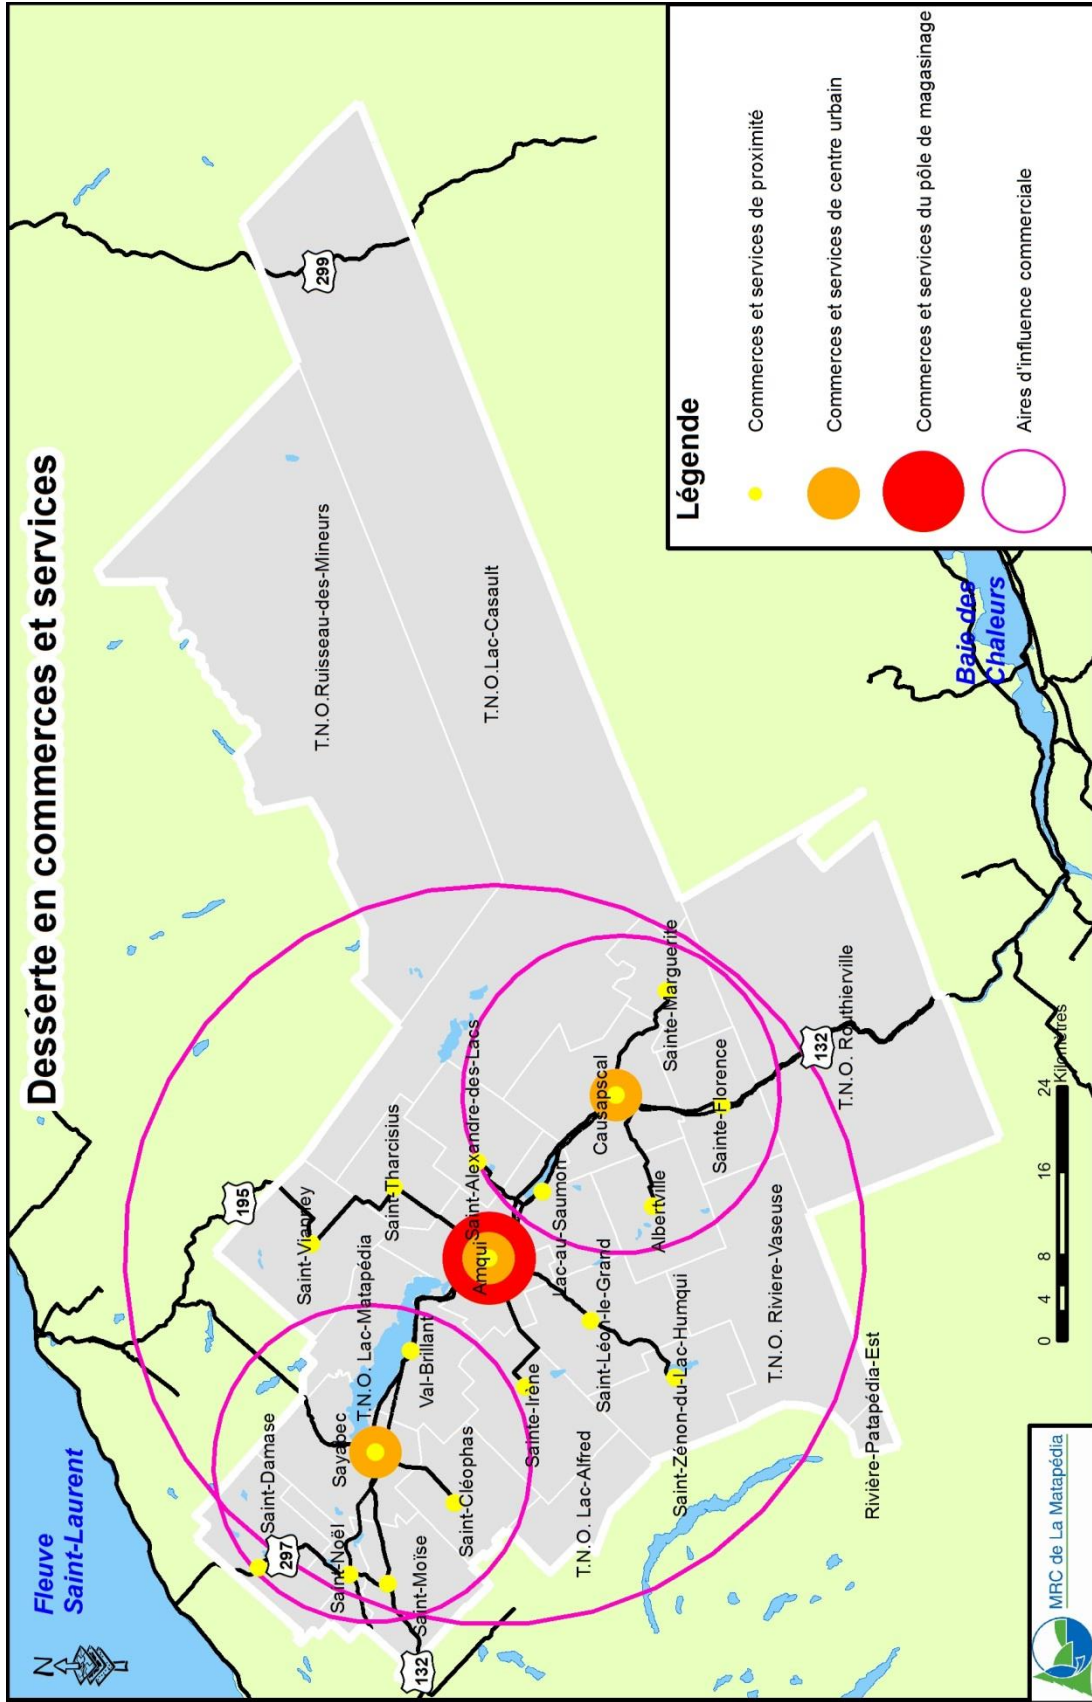 Dessérte en commerces et services
Fleuve
Saint-Laurent
N
195
299
297
132
132
Saint-Damase
Saint-Noël
Saint-Moïse
Sayabec
Saint-Cléophas
T.N.O. Lac-Matapédia
Val-Brillant
Saint-Vianney
Saint-Tharcisius
Amqui
Saint-Alexandre-des-Lacs
Lac-au-Saumon
Sainte-Irène
Saint-Léon-le-Grand
T.N.O. Lac-Alfred
Saint-Zénon-du-Lac-Humqui
Causapscal
Albertville
Sainte-Florence
Sainte-Marguerite
T.N.O. Riviere-Vaseuse
T.N.O. Routhierville
Rivière-Patapédia-Est
T.N.O.Ruisseau-des-Mineurs
T.N.O.Lac-Casault
Baie des
Chaleurs
Légende
Commerces et services de proximité
Commerces et services de centre urbain
Commerces et services du pôle de magasinage
Aires d'influence commerciale
0 4 8 16 24
Kilomètres
MRC de La Matapédia